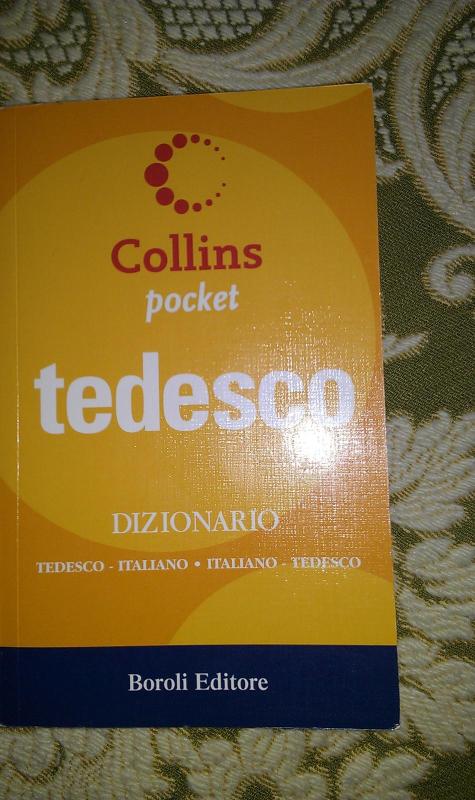 Collins
pocket
tedesco
DIZIONARIO
TEDESCO - ITALIANO • ITALIANO - TEDESCO
Boroli Editore